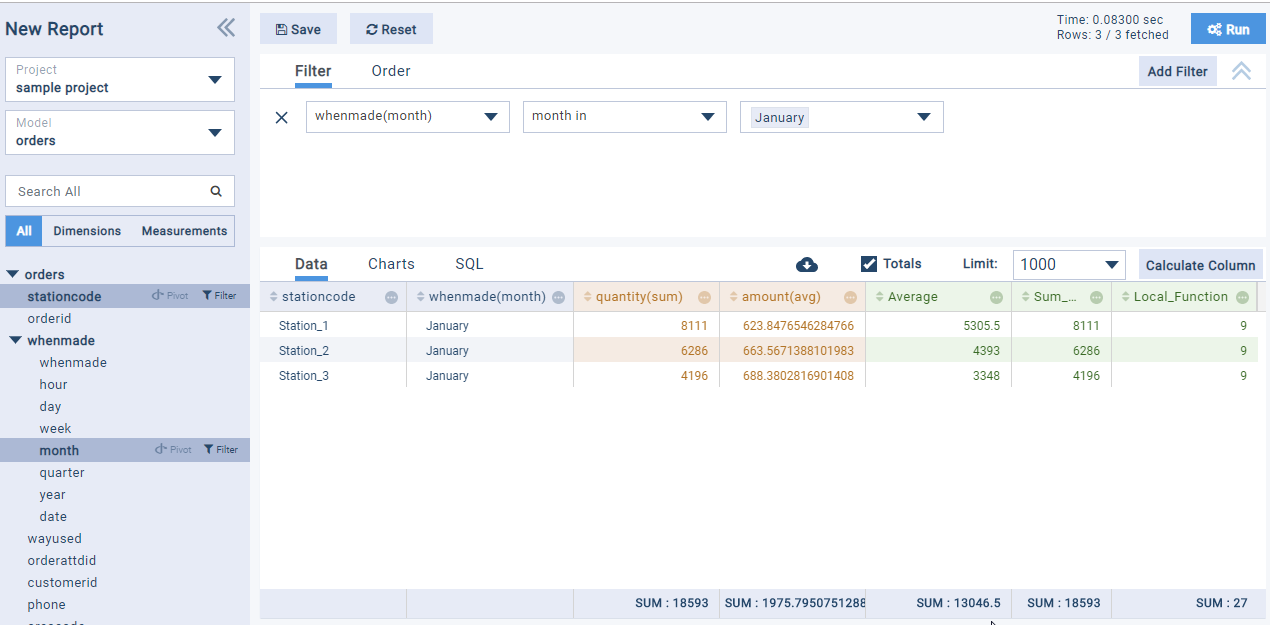 New Report
Project
sample project
Model
orders
Search All
All Dimensions Measurements
orders
stationcode Pivot Filter
orderid
whenmade
whenmade
hour
day
week
month Pivot Filter
quarter
year
date
wayused
orderattdid
customerid
phone
Save Reset
Time: 0.08300 sec
Rows: 3 / 3 fetched
Run
Filter Order Add Filter
whenmade(month) month in January
Data Charts SQL Totals Limit: 1000 Calculate Column
stationcode whenmade(month) quantity(sum) amount(avg) Average Sum_... Local_Function
Station_1 January 8111 623.8476546284766 5305.5 8111 9
Station_2 January 6286 663.5671388101983 4393 6286 9
Station_3 January 4196 688.3802816901408 3348 4196 9
SUM : 18593 SUM : 1975.7950751288 SUM : 13046.5 SUM : 18593 SUM : 27